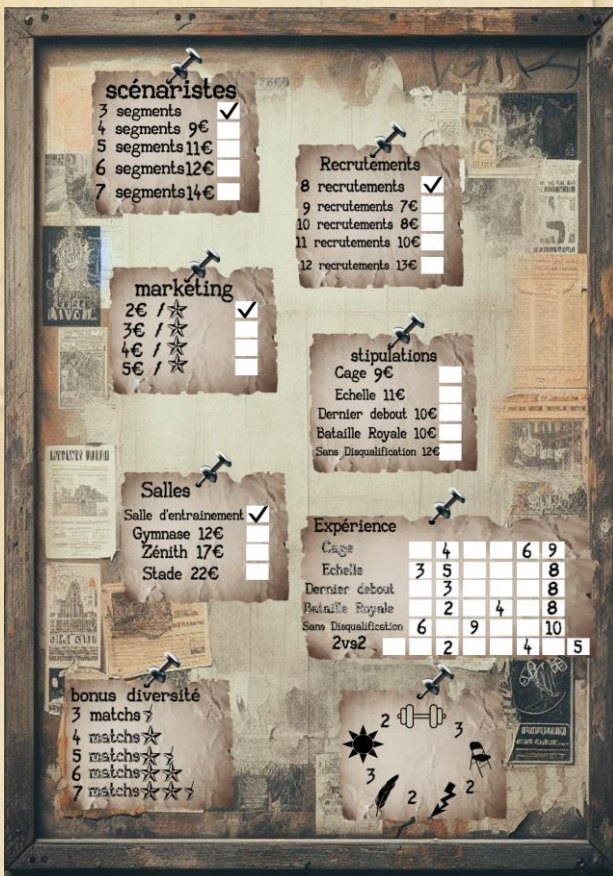 scénaristes
3 segments
4 segments 9€
5 segments 11€
6 segments 12€
7 segments 14€
Recrutements
8 recrutements
9 recrutements 7€
10 recrutements 8€
11 recrutements 10€
12 recrutements 13€
marketing
2€ /
3€ /
4€ /
5€ /
stipulations
Cage 9€
Echelle 11€
Dernier debout 10€
Bataille Royale 10€
Sans Disqualification 12€
Salles
Salle d'entrainement
Gymnase 12€
Zénith 17€
Stade 22€
Expérience
Cage 4 6 9
Echelle 3 5 8
Dernier debout 3 8
Bataille Royale 2 4 8
Sans Disqualification 6 9 10
2vs2 2 4 5
bonus diversité
3 matchs
4 matchs
5 matchs
6 matchs
7 matchs
2
3
3
2
2